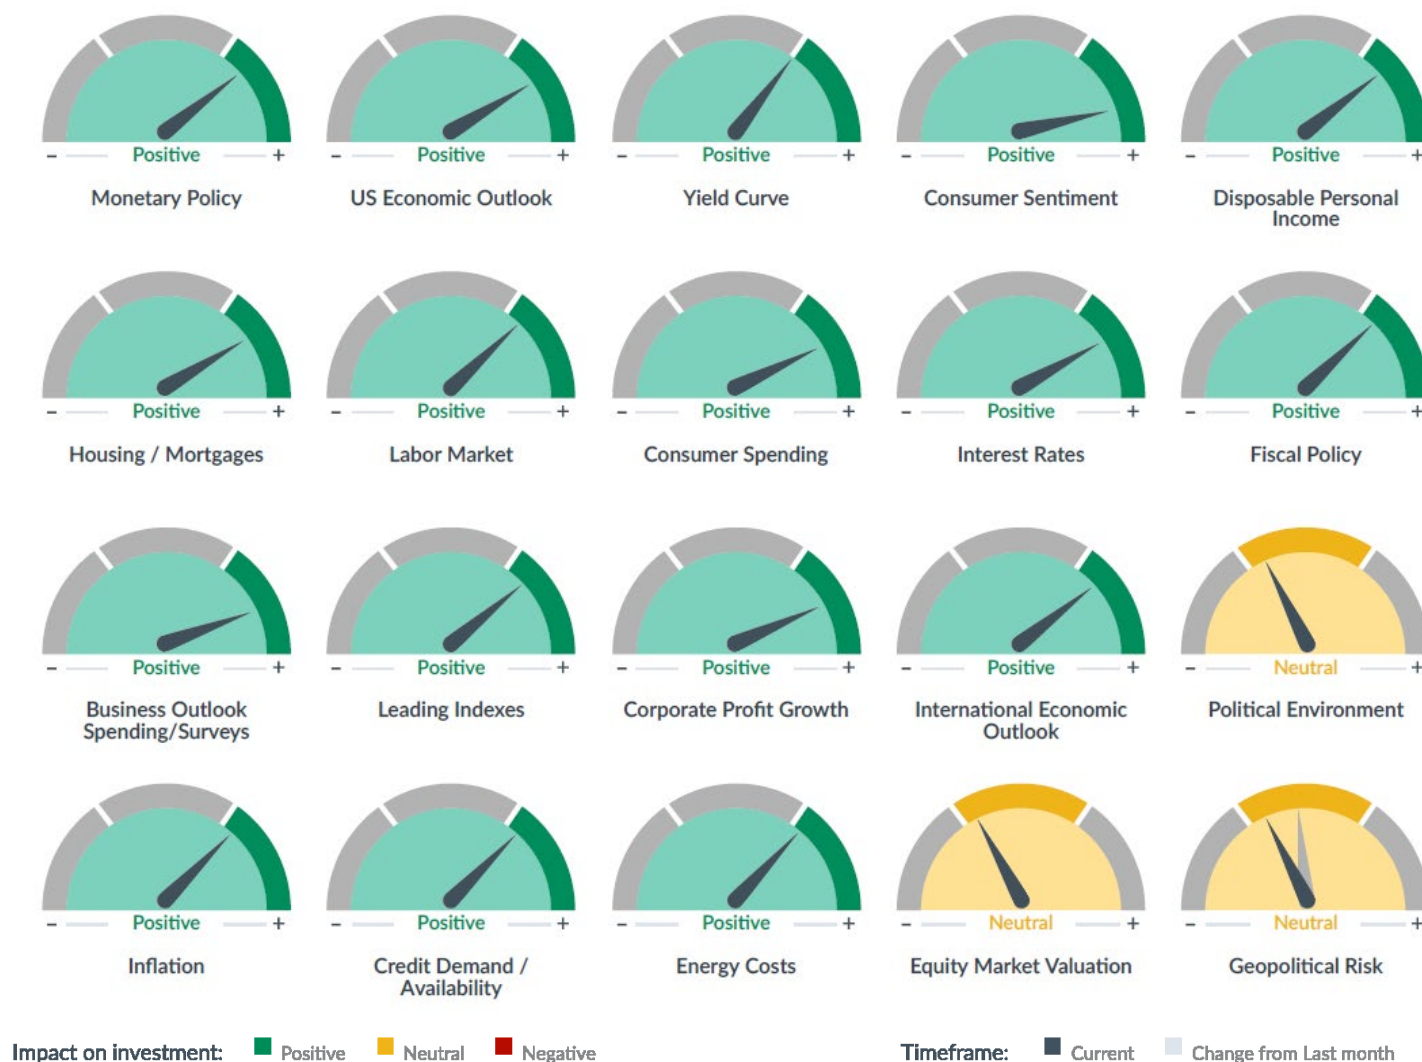 - Positive +
- Positive +
- Positive +
- Positive +
- Positive +
Monetary Policy
US Economic Outlook
Yield Curve
Consumer Sentiment
Disposable Personal
Income
- Positive +
- Positive +
- Positive +
- Positive +
- Positive +
Housing / Mortgages
Labor Market
Consumer Spending
Interest Rates
Fiscal Policy
- Positive +
- Positive +
- Positive +
- Positive +
- Neutral +
Business Outlook
Spending/Surveys
Leading Indexes
Corporate Profit Growth
International Economic
Outlook
Political Environment
- Positive +
- Positive +
- Positive +
- Neutral +
- Neutral +
Inflation
Credit Demand /
Availability
Energy Costs
Equity Market Valuation
Geopolitical Risk
Impact on investment: Positive Neutral Negative
Timeframe: Current Change from Last month